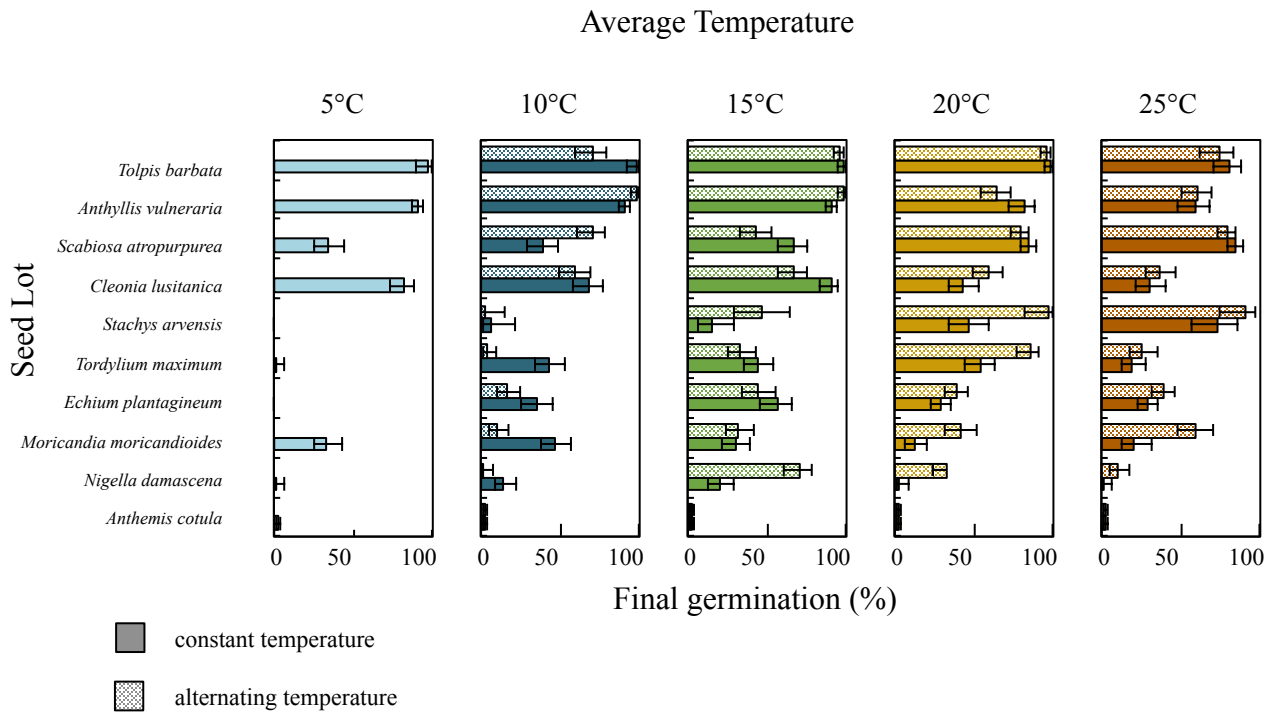 Average Temperature
5°C 10°C 15°C 20°C 25°C
Seed Lot
Tolpis barbata
Anthyllis vulneraria
Scabiosa atropurpurea
Cleonia lusitanica
Stachys arvensis
Tordylium maximum
Echium plantagineum
Moricandia moricandioides
Nigella damascena
Anthemis cotula
0 50 100 0 50 100 0 50 100 0 50 100 0 50 100
Final germination (%)
constant temperature
alternating temperature